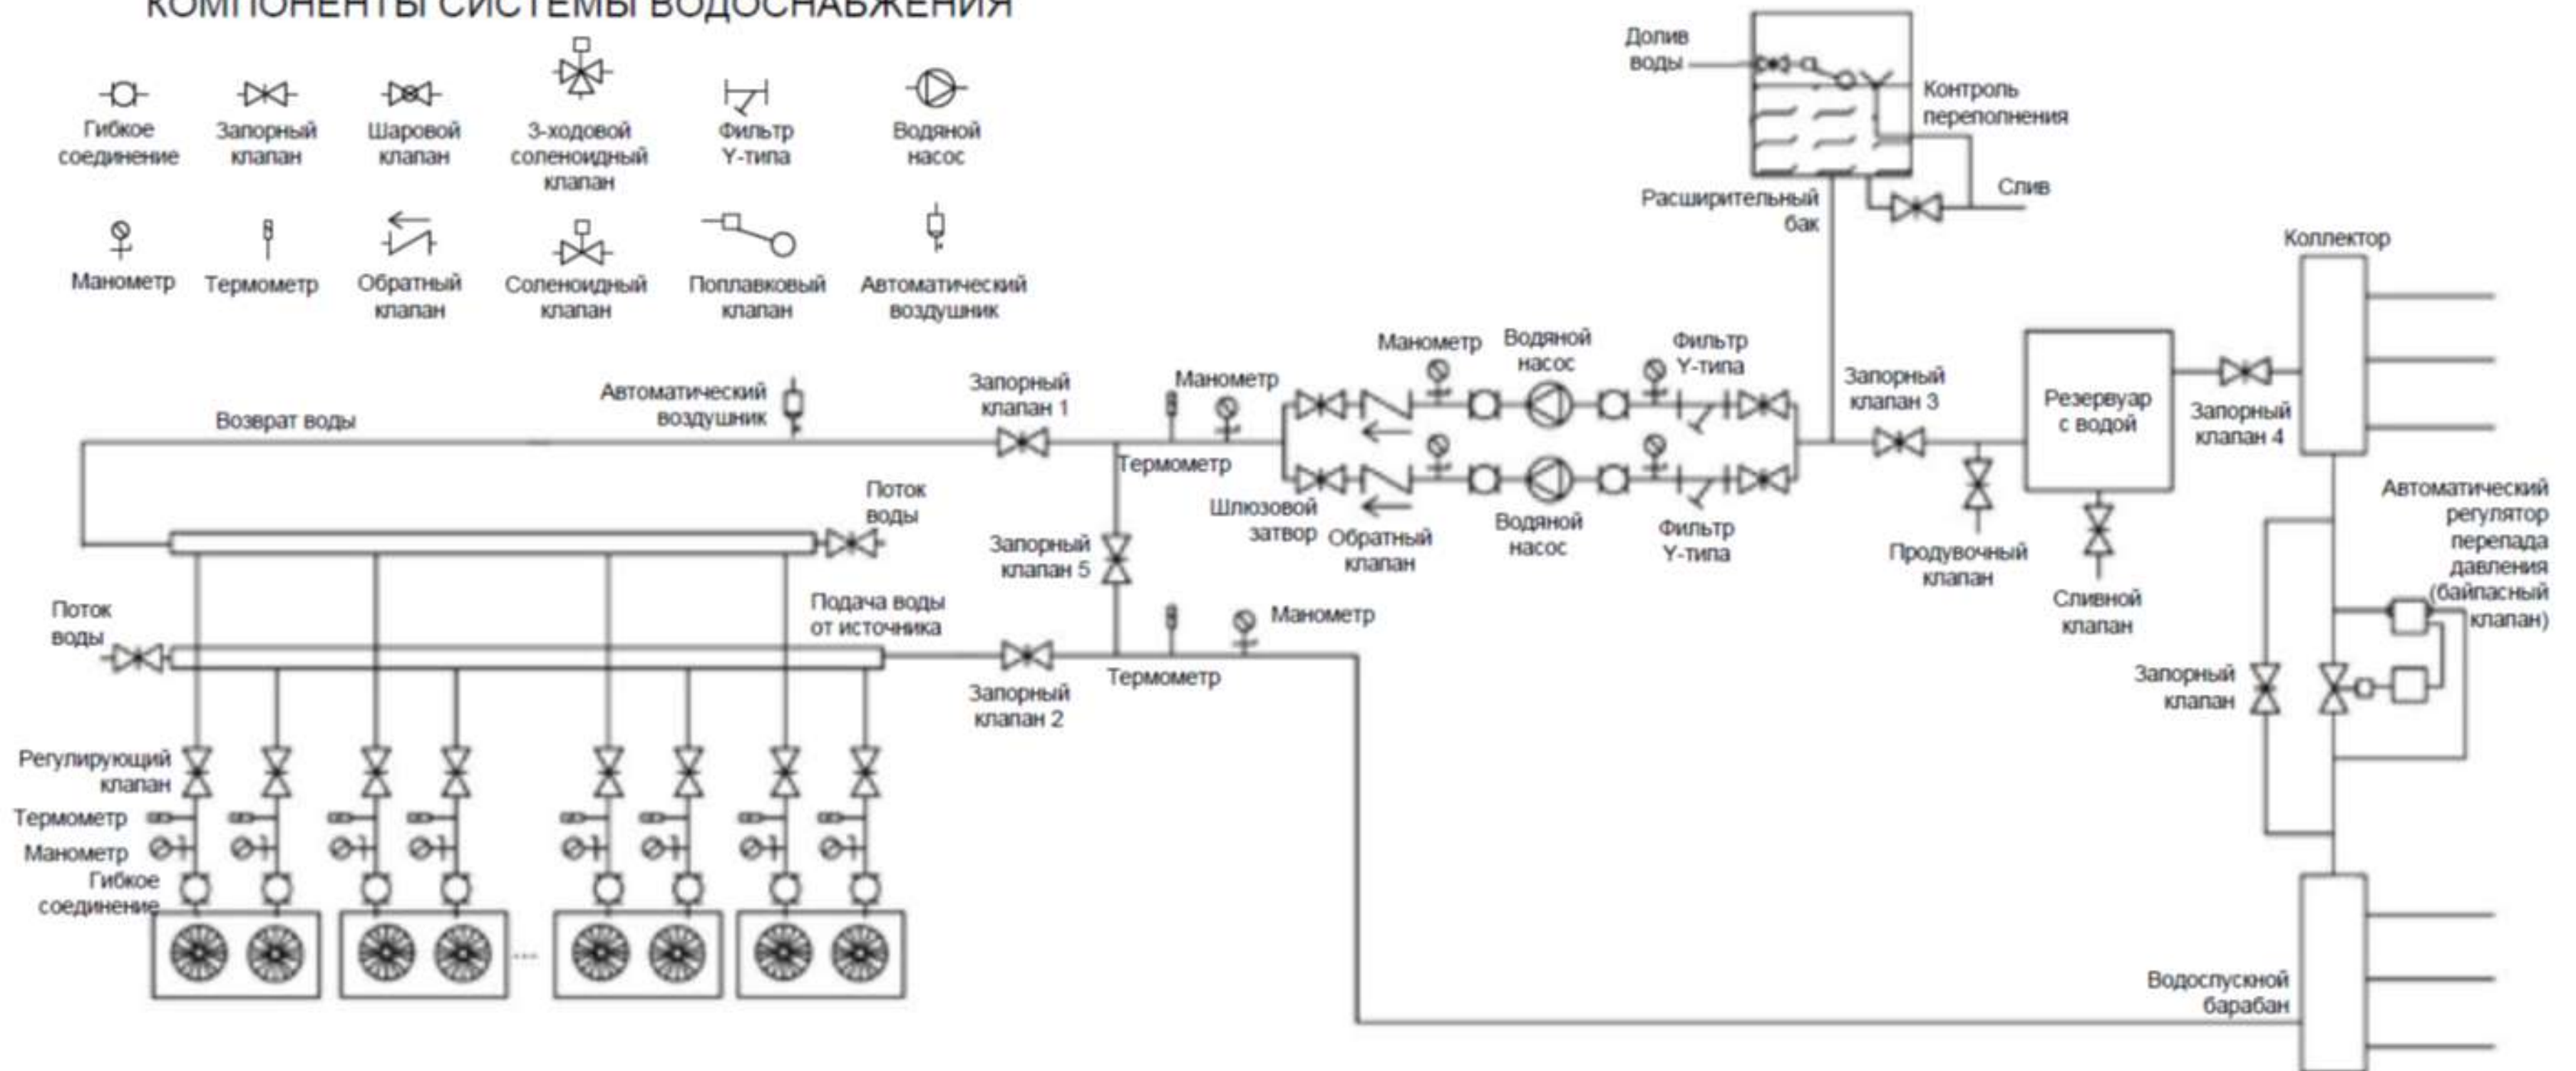 КОМПОНЕНТЫ СИСТЕМЫ ВОДОСНАБЖЕНИЯ
Гибкое
соединение
Запорный
клапан
Шаровой
клапан
3-ходовой
соленоидный
клапан
Фильтр
Y-типа
Водяной
насос
Манометр
Термометр
Обратный
клапан
Соленоидный
клапан
Поплавковый
клапан
Автоматический
воздушник
Долив
воды
Контроль
переполнения
Расширительный
бак
Слив
Коллектор
Возврат воды
Автоматический
воздушник
Запорный
клапан 1
Манометр
Термометр
Манометр
Водяной
насос
Фильтр
Y-типа
Запорный
клапан 3
Резервуар
с водой
Запорный
клапан 4
Шлюзовой
затвор
Обратный
клапан
Водяной
насос
Фильтр
Y-типа
Продувочный
клапан
Сливной
клапан
Автоматический
регулятор
перепада
давления
(байпасный
клапан)
Поток
воды
Запорный
клапан 5
Поток
воды
Подача воды
от источника
Манометр
Термометр
Запорный
клапан 2
Запорный
клапан
Регулирующий
клапан
Термометр
Манометр
Гибкое
соединение
...
Водоспускной
барабан